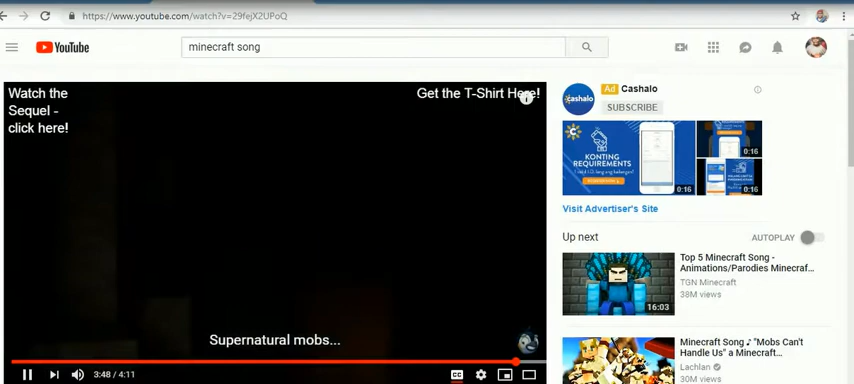 https://www.youtube.com/watch?v=29fejX2UPoQ
YouTube
minecraft song
Watch the
Sequel -
click here!
Get the T-Shirt Here!
Supernatural mobs...
3:48 / 4:11
CC
Ad Cashalo
SUBSCRIBE
cashalo
KONTING
REQUIREMENTS
0:16
0:16
0:16
Visit Advertiser's Site
Up next
AUTOPLAY
Top 5 Minecraft Song -
Animations/Parodies Minecraf...
TGN Minecraft
38M views
16:03
Minecraft Song ♪ "Mobs Can't
Handle Us" a Minecraft...
Lachlan
30M views